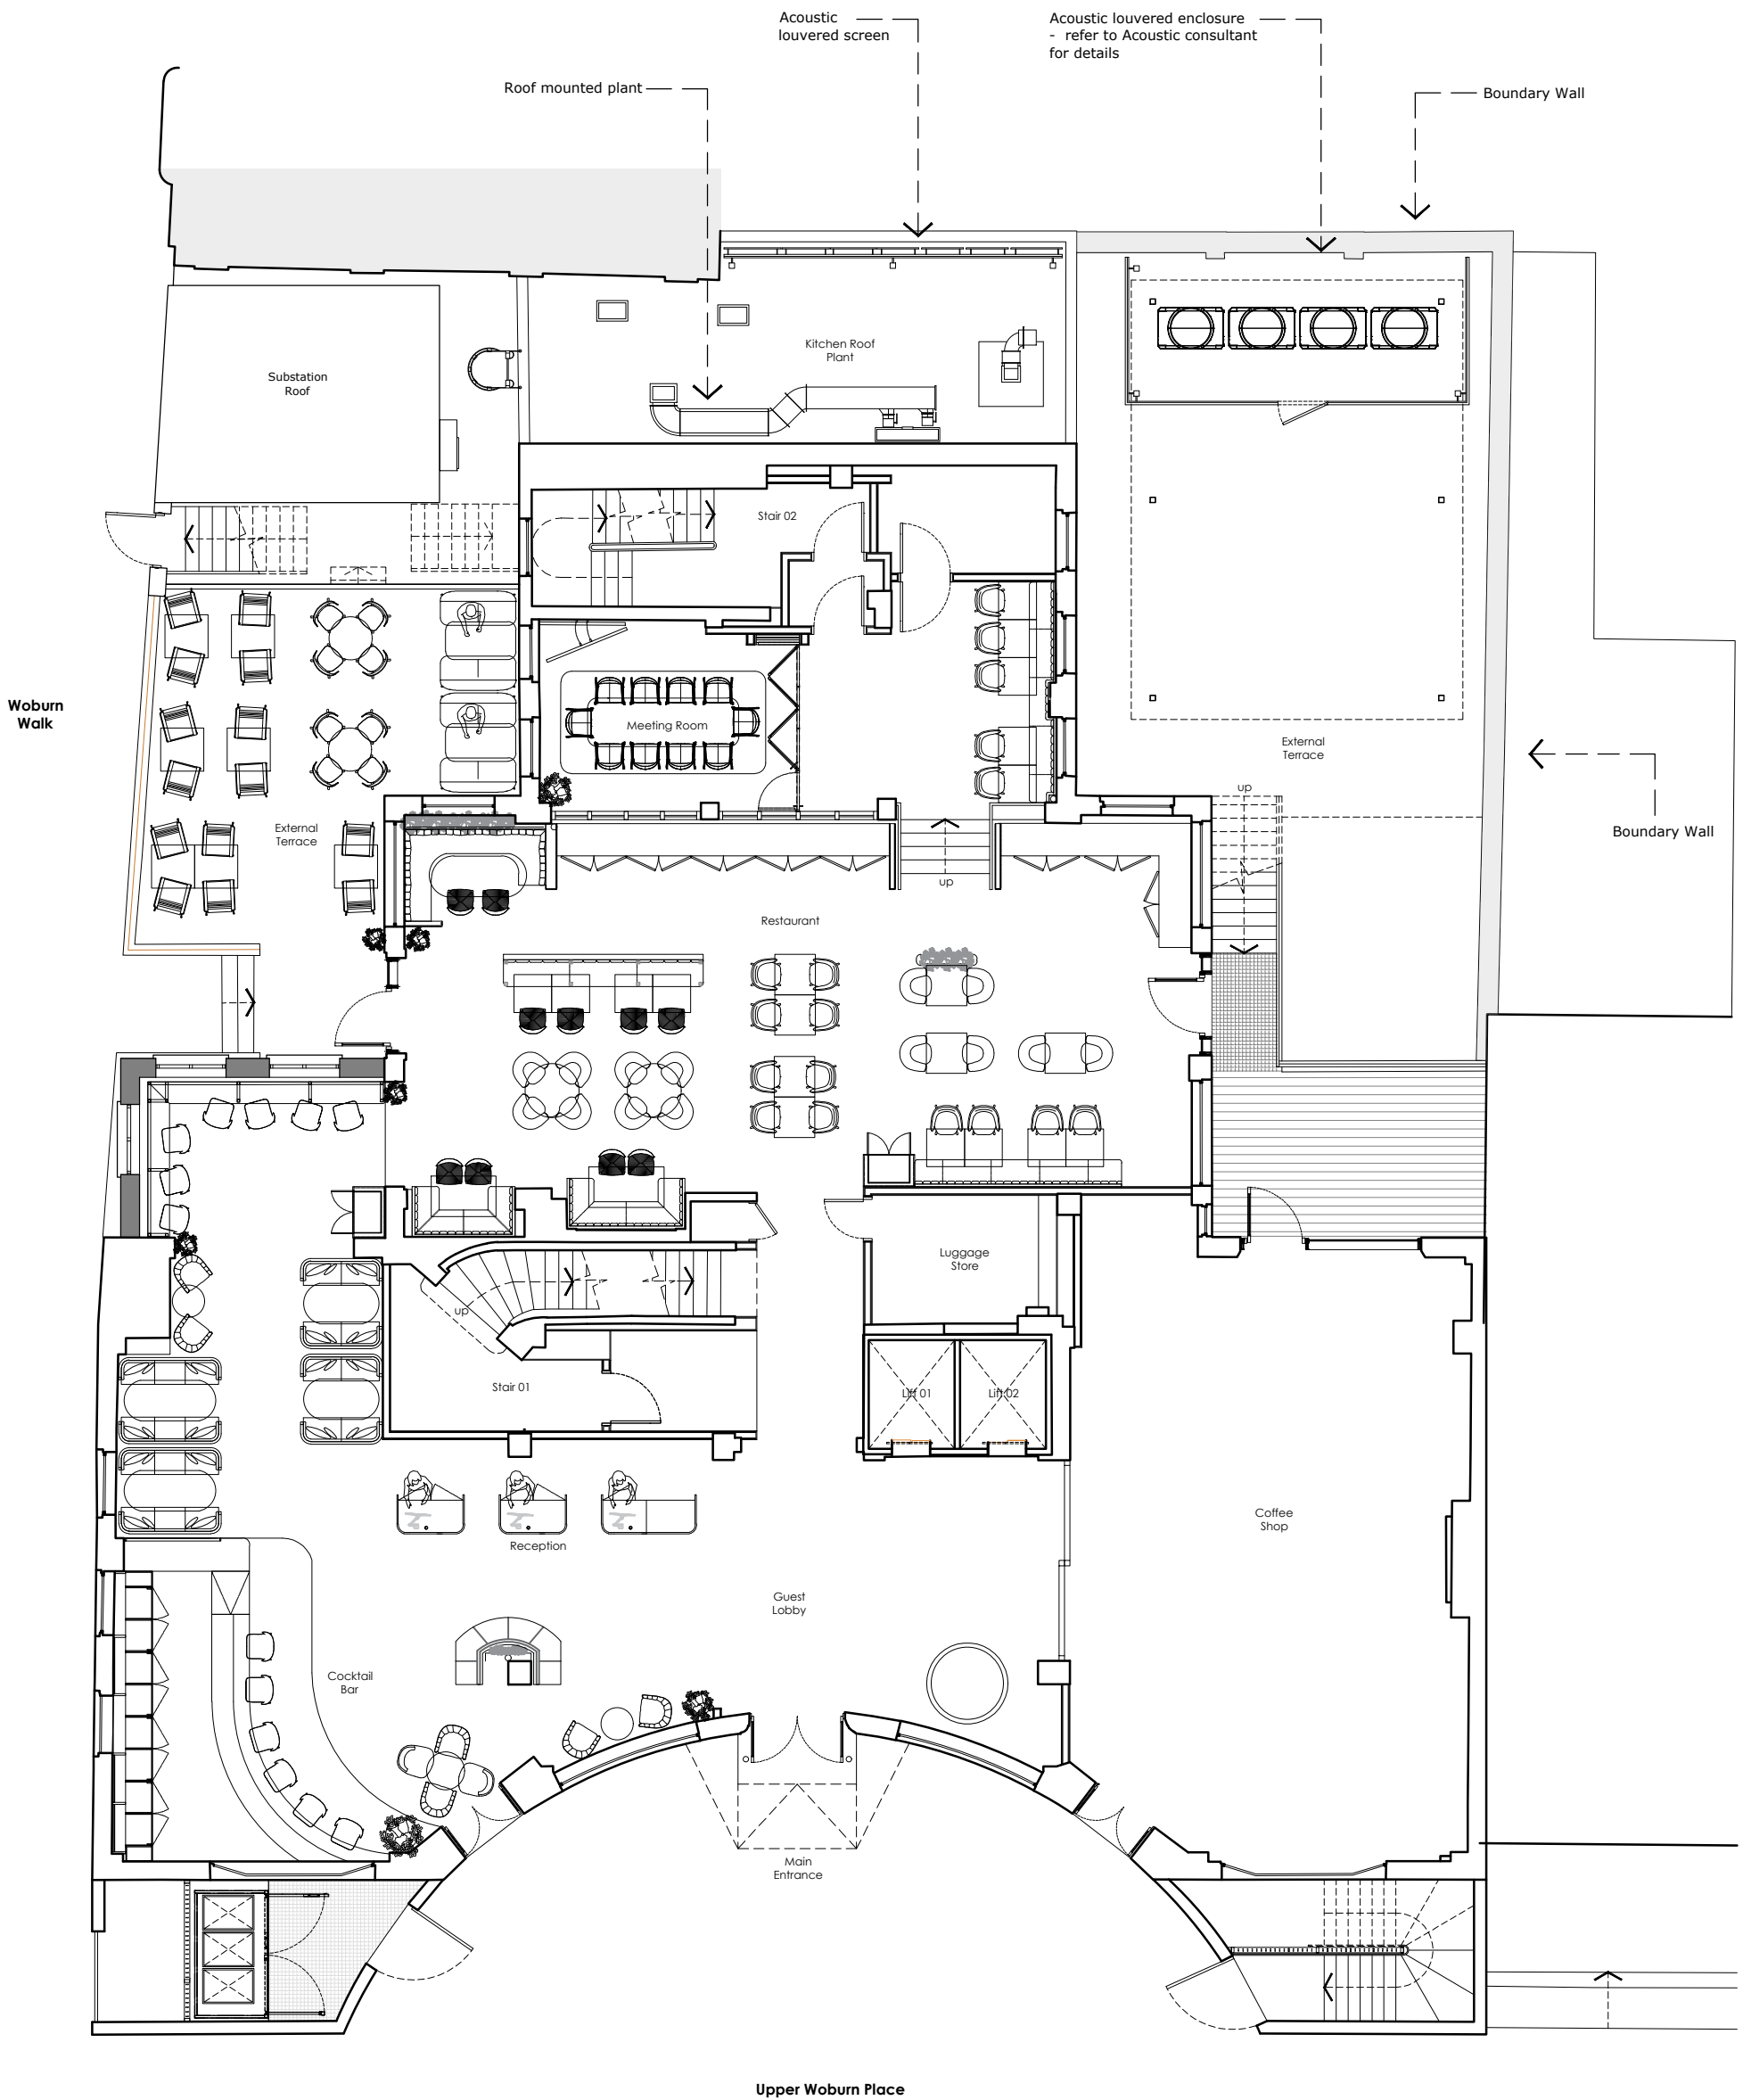 Acoustic
louvered screen
Acoustic louvered enclosure
- refer to Acoustic consultant
for details
Roof mounted plant
Boundary Wall
Kitchen Roof
Plant
Substation
Roof
Stair 02
Woburn
Walk
Meeting Room
External
Terrace
up
Boundary Wall
External
Terrace
up
Restaurant
Luggage
Store
up
Stair 01
Lift 01
Lift 02
Coffee
Shop
Reception
Guest
Lobby
Cocktail
Bar
Main
Entrance
Upper Woburn Place